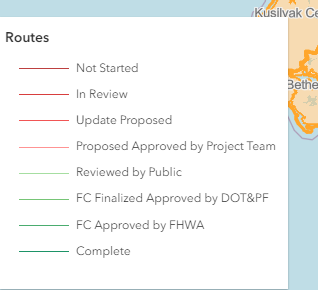 Kusilvak Ce
Routes
Bethe
Not Started
In Review
Update Proposed
Proposed Approved by Project Team
Reviewed by Public
FC Finalized Approved by DOT&PF
FC Approved by FHWA
Complete